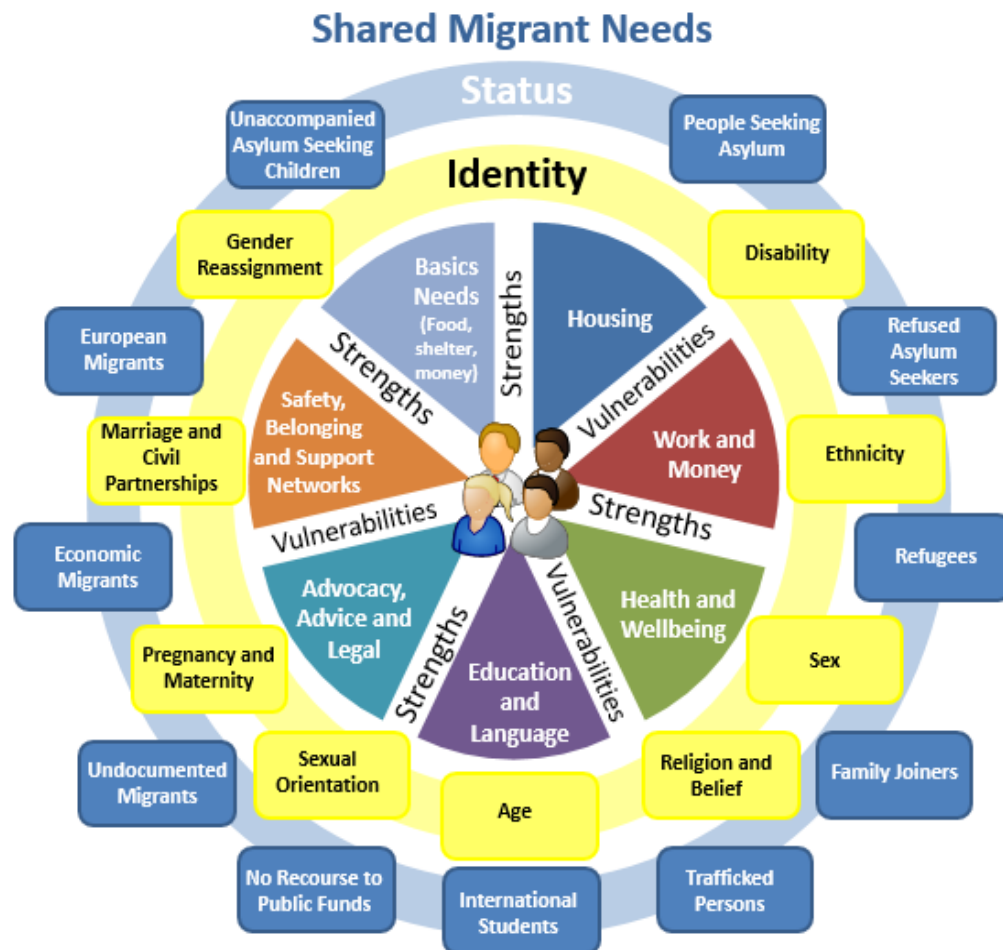 Shared Migrant Needs
Status
Unaccompanied
Asylum Seeking
Children
People Seeking
Asylum
Identity
Gender
Reassignment
Disability
Basics
Needs
(Food,
shelter,
money)
Strengths
Housing
European
Migrants
Refused
Asylum
Seekers
Strengths
Vulnerabilities
Safety,
Belonging
and Support
Networks
Work and
Money
Marriage and
Civil
Partnerships
Ethnicity
Vulnerabilities
Strengths
Economic
Migrants
Refugees
Advocacy,
Advice and
Legal
Strengths
Vulnerabilities
Health and
Wellbeing
Pregnancy and
Maternity
Sex
Education
and
Language
Undocumented
Migrants
Sexual
Orientation
Religion and
Belief
Family Joiners
Age
No Recourse to
Public Funds
International
Students
Trafficked
Persons